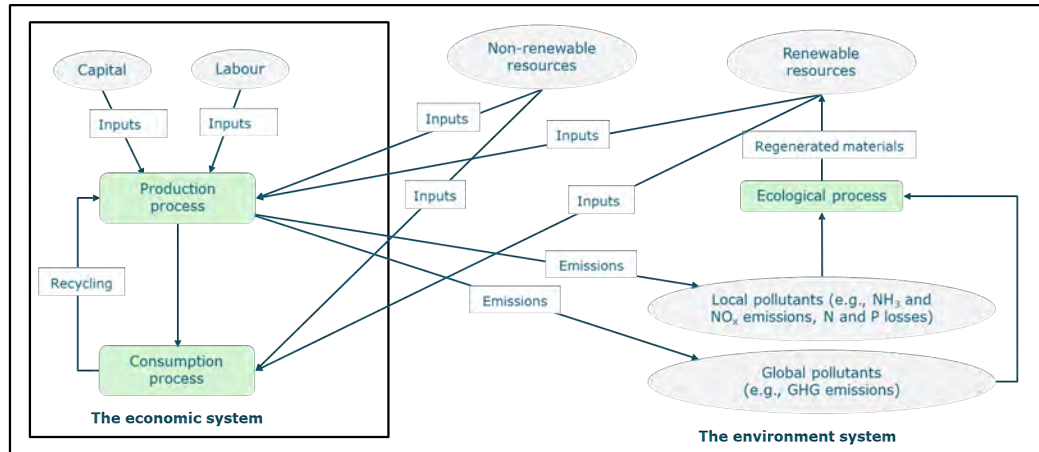 Non-renewable
resources
Renewable
resources
Capital
Labour
Inputs
Inputs
Inputs
Inputs
Regenerated materials
Production
process
Inputs
Inputs
Ecological process
Recycling
Emissions
Emissions
Local pollutants (e.g., NH₃ and
NOₓ emissions, N and P losses)
Consumption
process
Global pollutants
(e.g., GHG emissions)
The economic system
The environment system